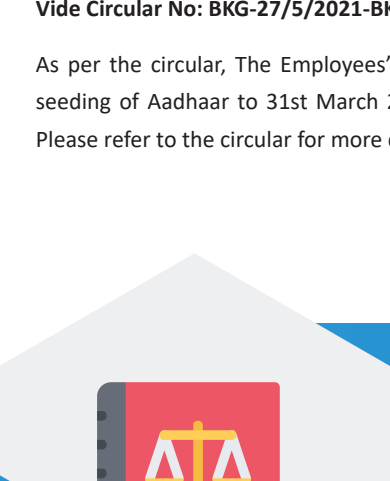 Vide Circular No: BKG-27/5/2021-BK
As per the circular, The Employees’
seeding of Aadhaar to 31st March
Please refer to the circular for more